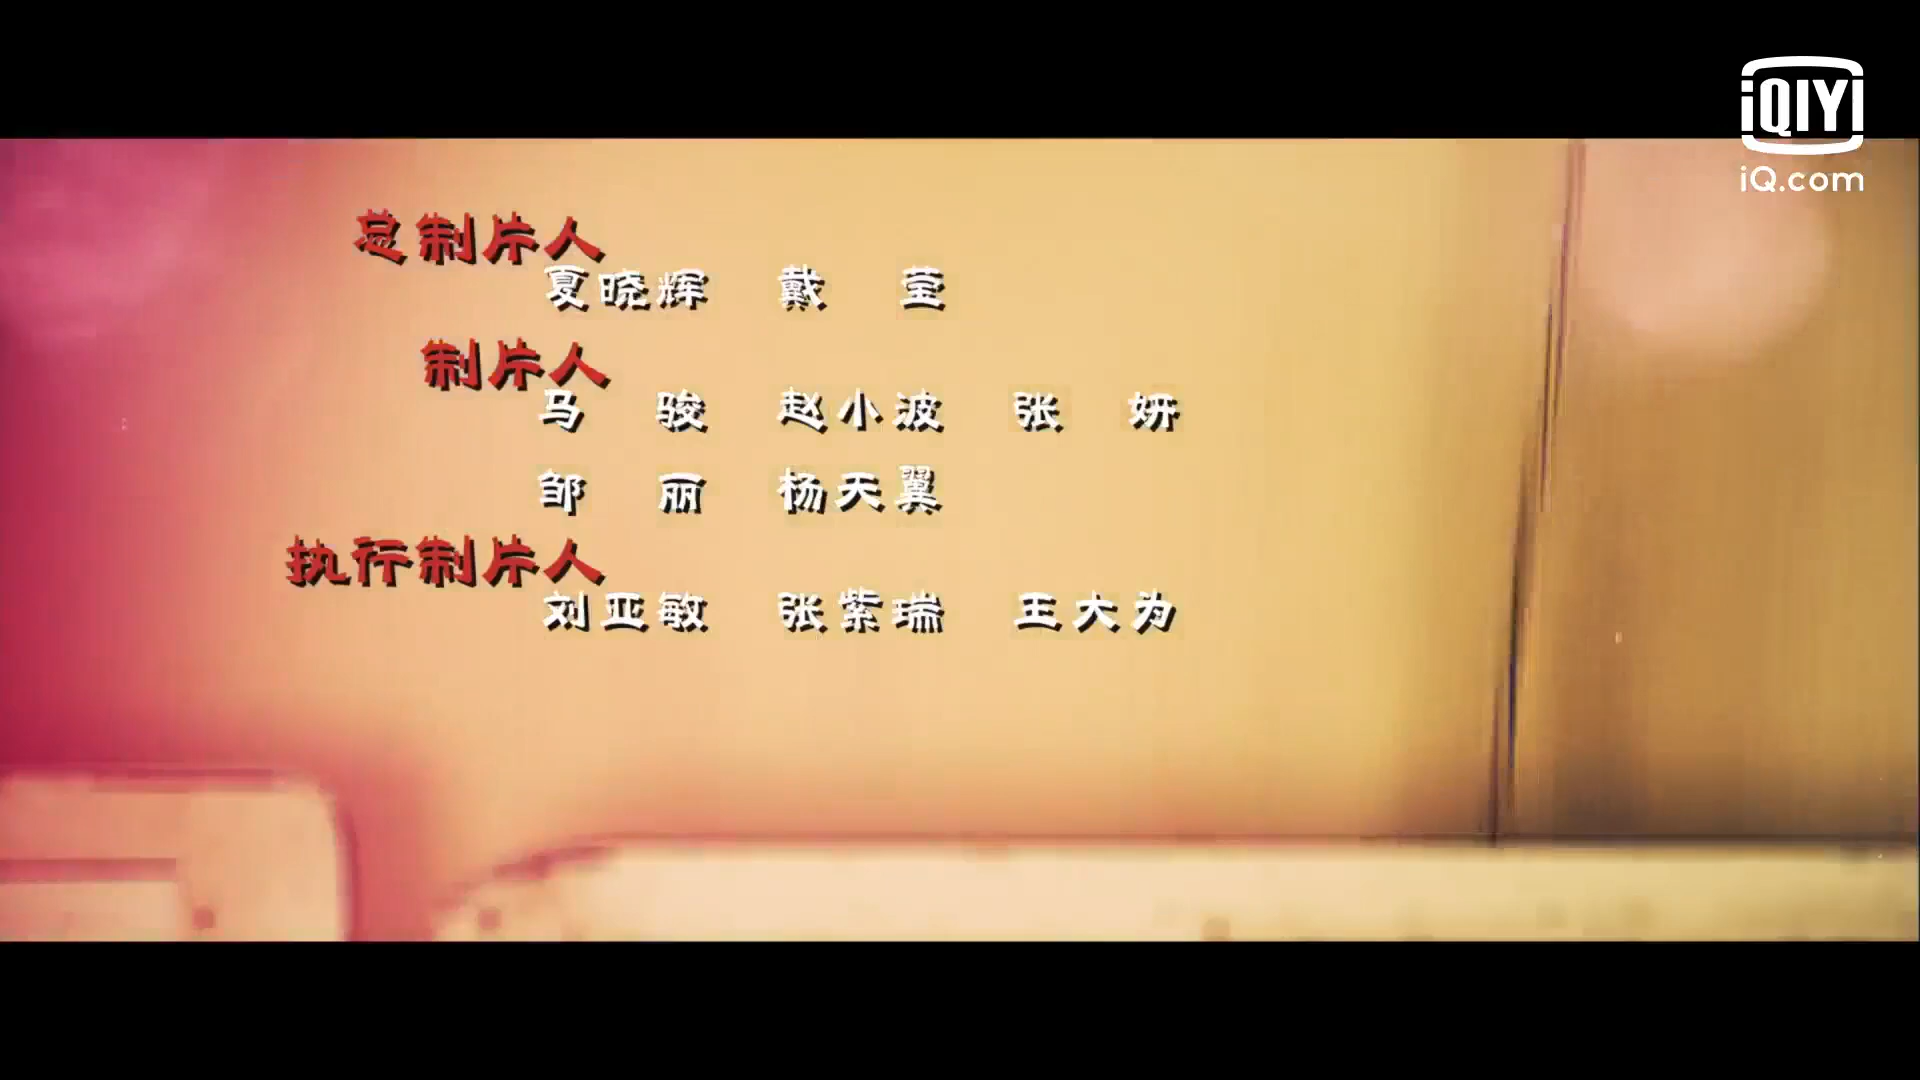 iQIYI
iQ.com
总制片人
夏晓辉 戴 莹
制片人
马 骏 赵小波 张 妍
邹 丽 杨天翼
执行制片人
刘亚敏 张紫瑞 王大为